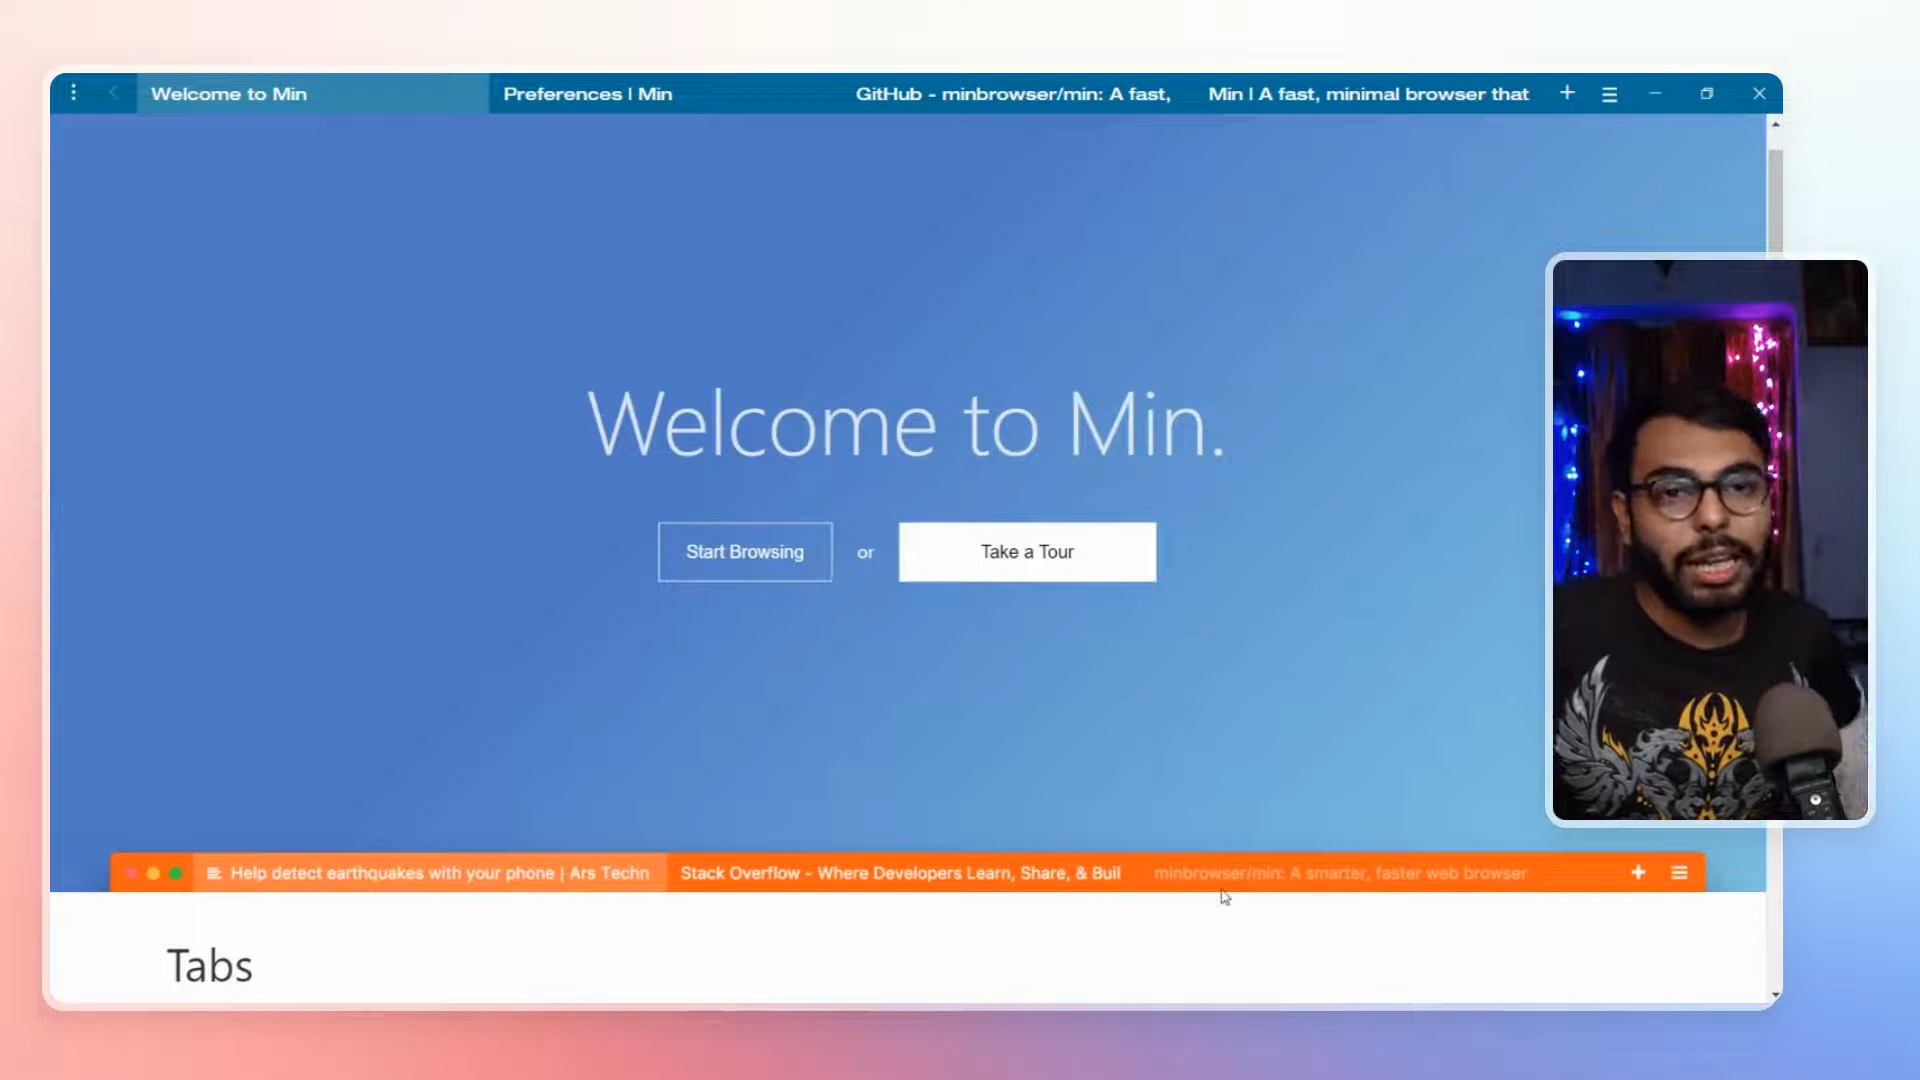 Welcome to Min
Preferences | Min
GitHub - minbrowser/min: A fast,
Min | A fast, minimal browser that
Welcome to Min.
Start Browsing
or
Take a Tour
Help detect earthquakes with your phone | Ars Techn
Stack Overflow - Where Developers Learn, Share, & Buil
minbrowser/min: A smarter, faster web browser
Tabs